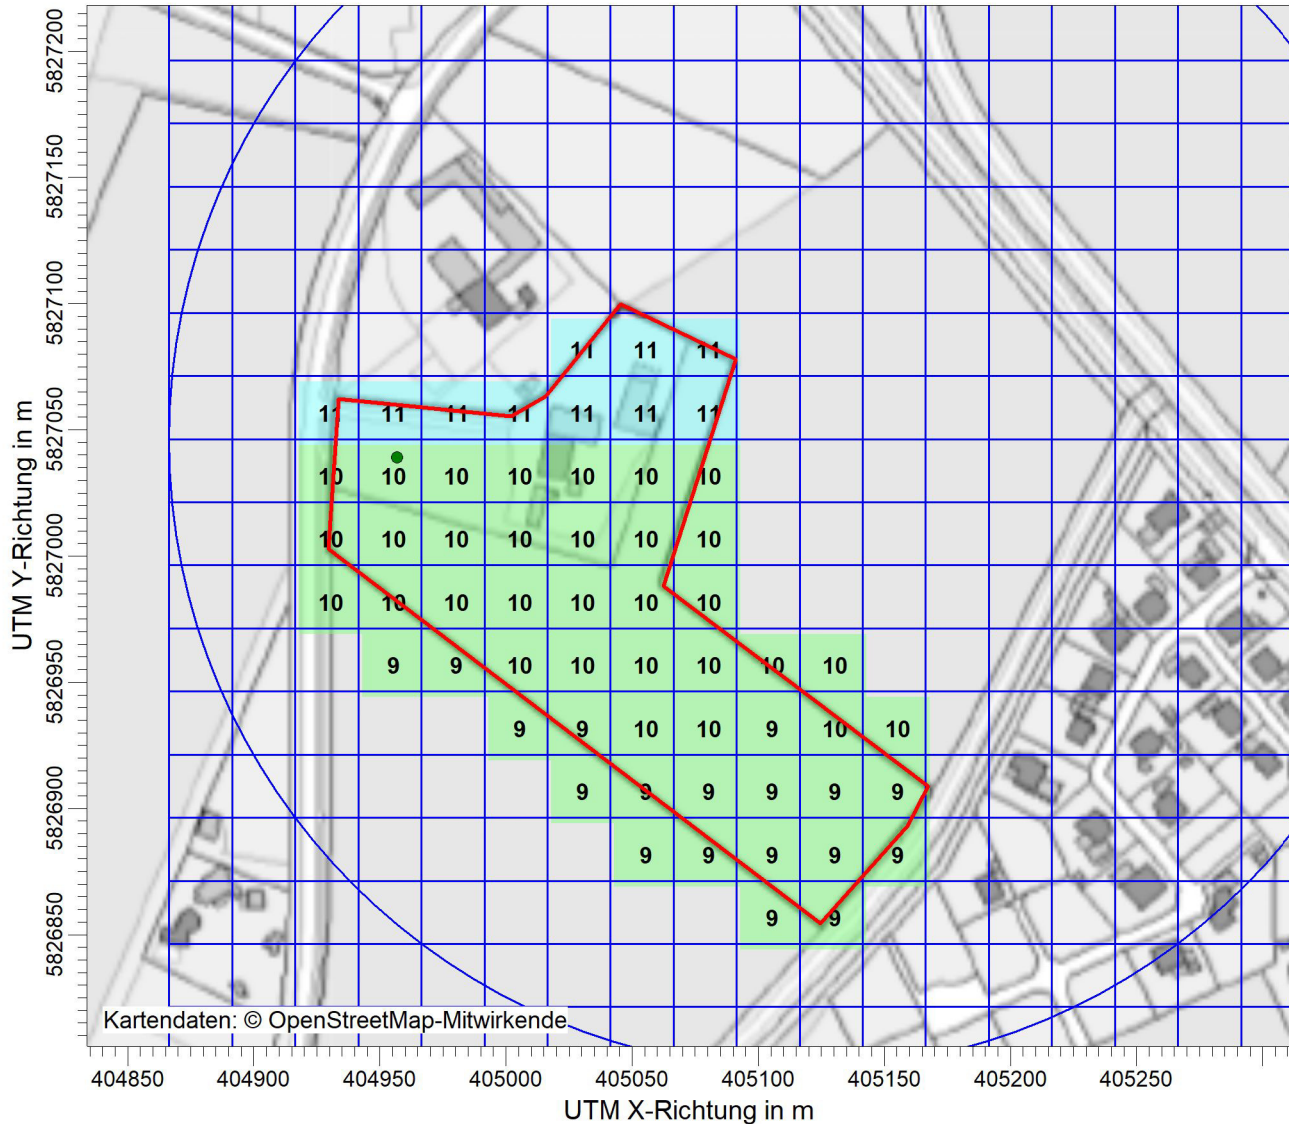 5827200
5827150
5827100
5827050
5827000
5826950
5826900
5826850
UTM Y-Richtung in m
11 11 11
11 11 11 11 11 11 11
10 10 10 10 10 10 10
10 10 10 10 10 10 10
10 10 10 10 10 10 10
9 9 10 10 10 10 10 10
9 9 10 10 9 10 10
9 9 9 9 9 9
9 9 9 9 9
9 9
Kartendaten: © OpenStreetMap-Mitwirkende
404850 404900 404950 405000 405050 405100 405150 405200 405250
UTM X-Richtung in m